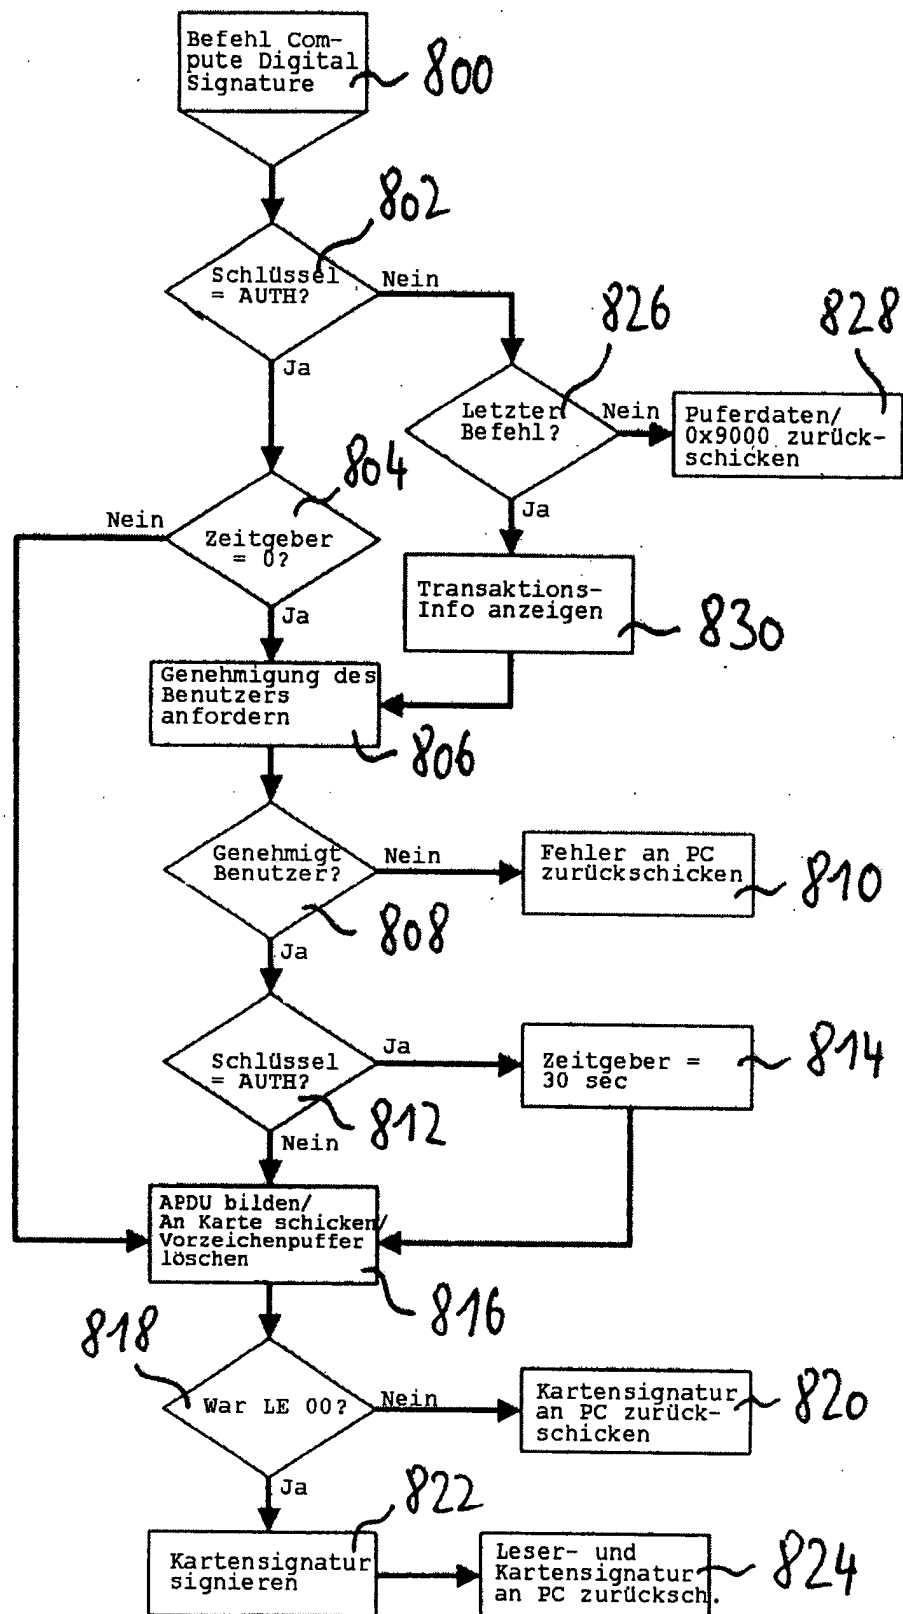 Befehl Com-
pute Digital
Signature
800
802
Schlüssel
= AUTH?
Nein
Ja
826
828
Letzter
Befehl?
Nein
Puferdaten/
0x9000 zurück-
schicken
Ja
804
Nein
Zeitgeber
= 0?
Ja
Transaktions-
Info anzeigen
830
Genehmigung des
Benutzers
anfordern
806
Genehmigt
Benutzer?
Nein
808
Ja
Fehler an PC
zurückschicken
810
Schlüssel
= AUTH?
Ja
812
Nein
Zeitgeber =
30 sec
814
APDU bilden/
An Karte schicken/
Vorzeichenpuffer
löschen
816
818
War LE 00?
Nein
Kartensignatur
an PC zurück-
schicken
820
Ja
822
Kartensignatur
signieren
Leser- und
Kartensignatur
an PC zurücksch.
824